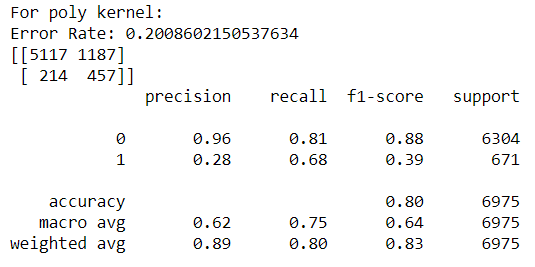 For poly kernel:
Error Rate: 0.2008602150537634
[[5117 1187]
 [ 214  457]]
              precision    recall  f1-score   support

           0       0.96      0.81      0.88      6304
           1       0.28      0.68      0.39       671

    accuracy                           0.80      6975
   macro avg       0.62      0.75      0.64      6975
weighted avg       0.89      0.80      0.83      6975